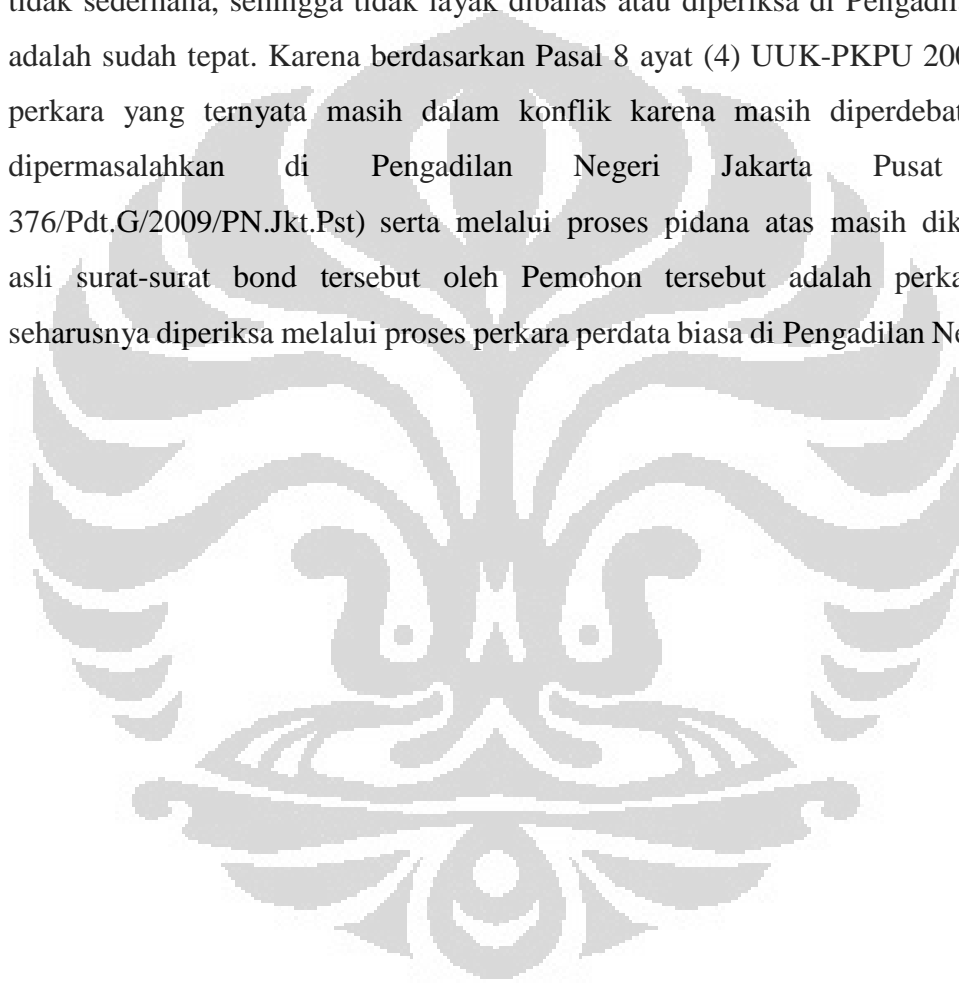 tidak sederhana, sehingga tidak layak dibahas atau diperiksa di Pengadil
adalah sudah tepat. Karena berdasarkan Pasal 8 ayat (4) UUK-PKPU 200
perkara yang ternyata masih dalam konflik karena masih diperdebat
dipermasalahkan di Pengadilan Negeri Jakarta Pusat
376/Pdt.G/2009/PN.Jkt.Pst) serta melalui proses pidana atas masih dik
asli surat-surat bond tersebut oleh Pemohon tersebut adalah perka
seharusnya diperiksa melalui proses perkara perdata biasa di Pengadilan Ne